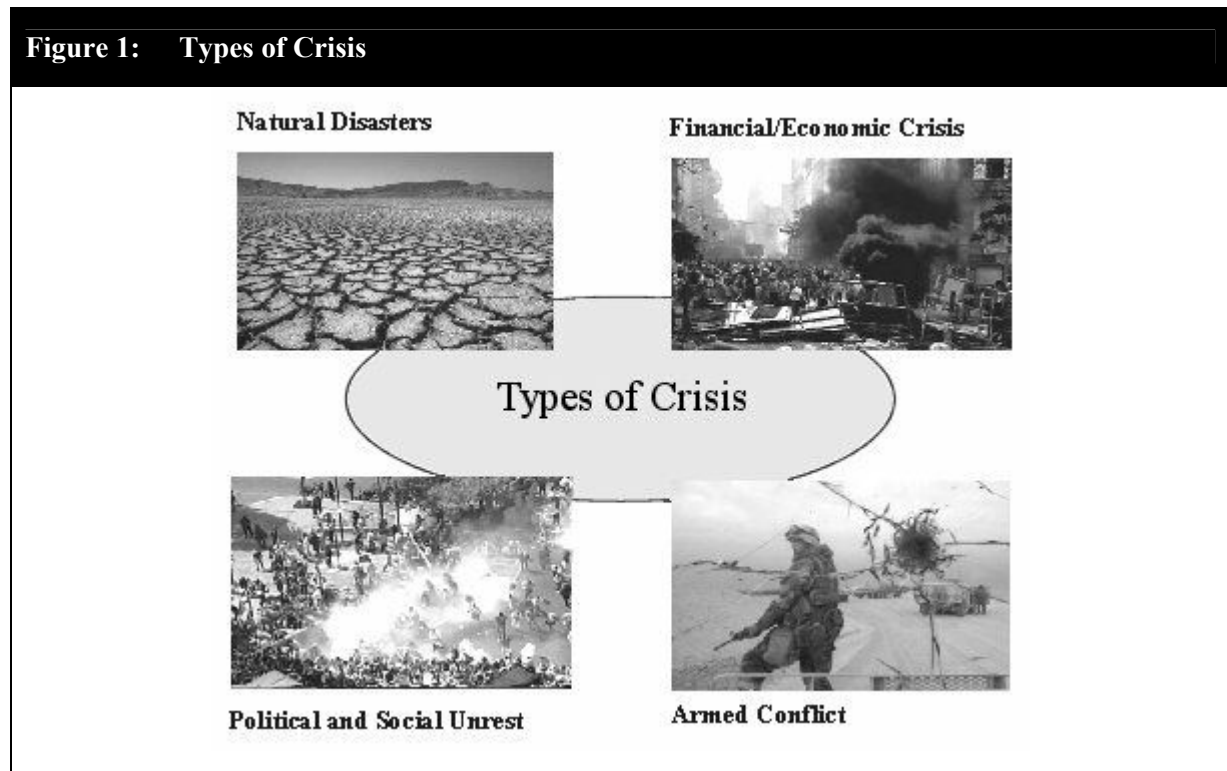 Figure 1: Types of Crisis
Natural Disasters
Financial/Economic Crisis
Types of Crisis
Political and Social Unrest
Armed Conflict